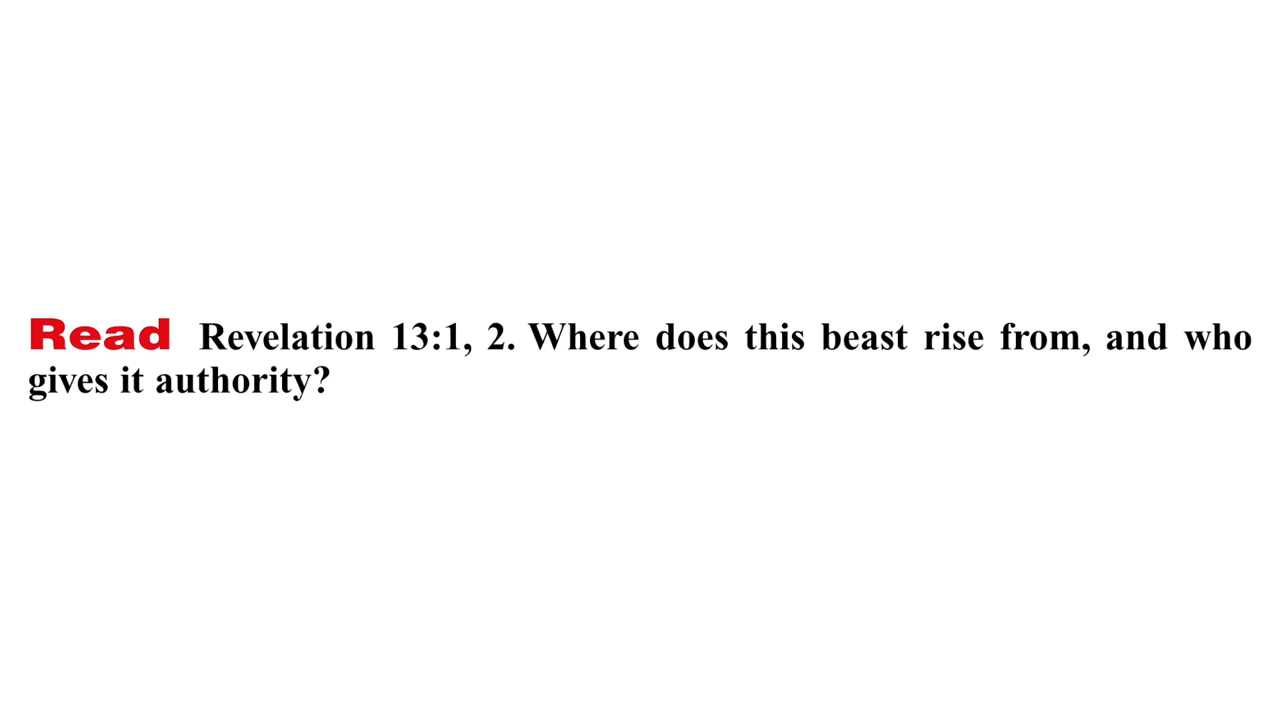 Read Revelation 13:1, 2. Where does this beast rise from, and who
gives it authority?